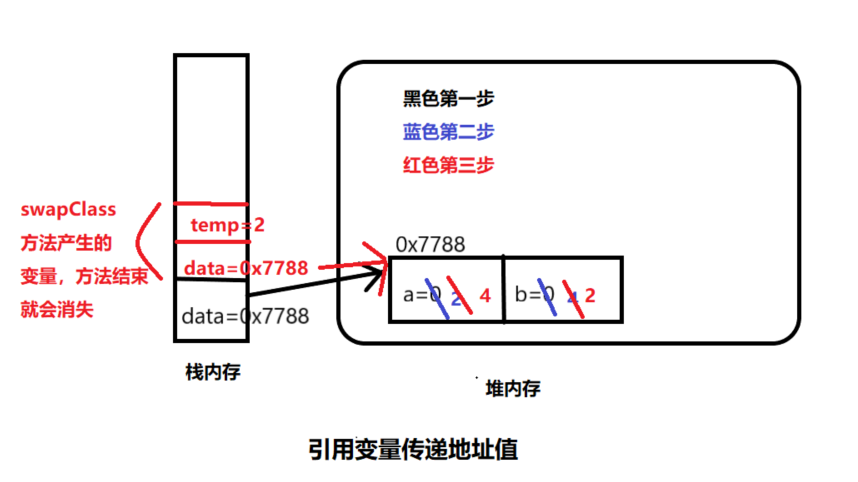 黑色第一步
蓝色第二步
红色第三步
swapClass
方法产生的
变量，方法结束
就会消失
temp=2
data=0x7788
data=0x7788
0x7788
a=0 2 4
b=0 4 2
栈内存
堆内存
引用变量传递地址值